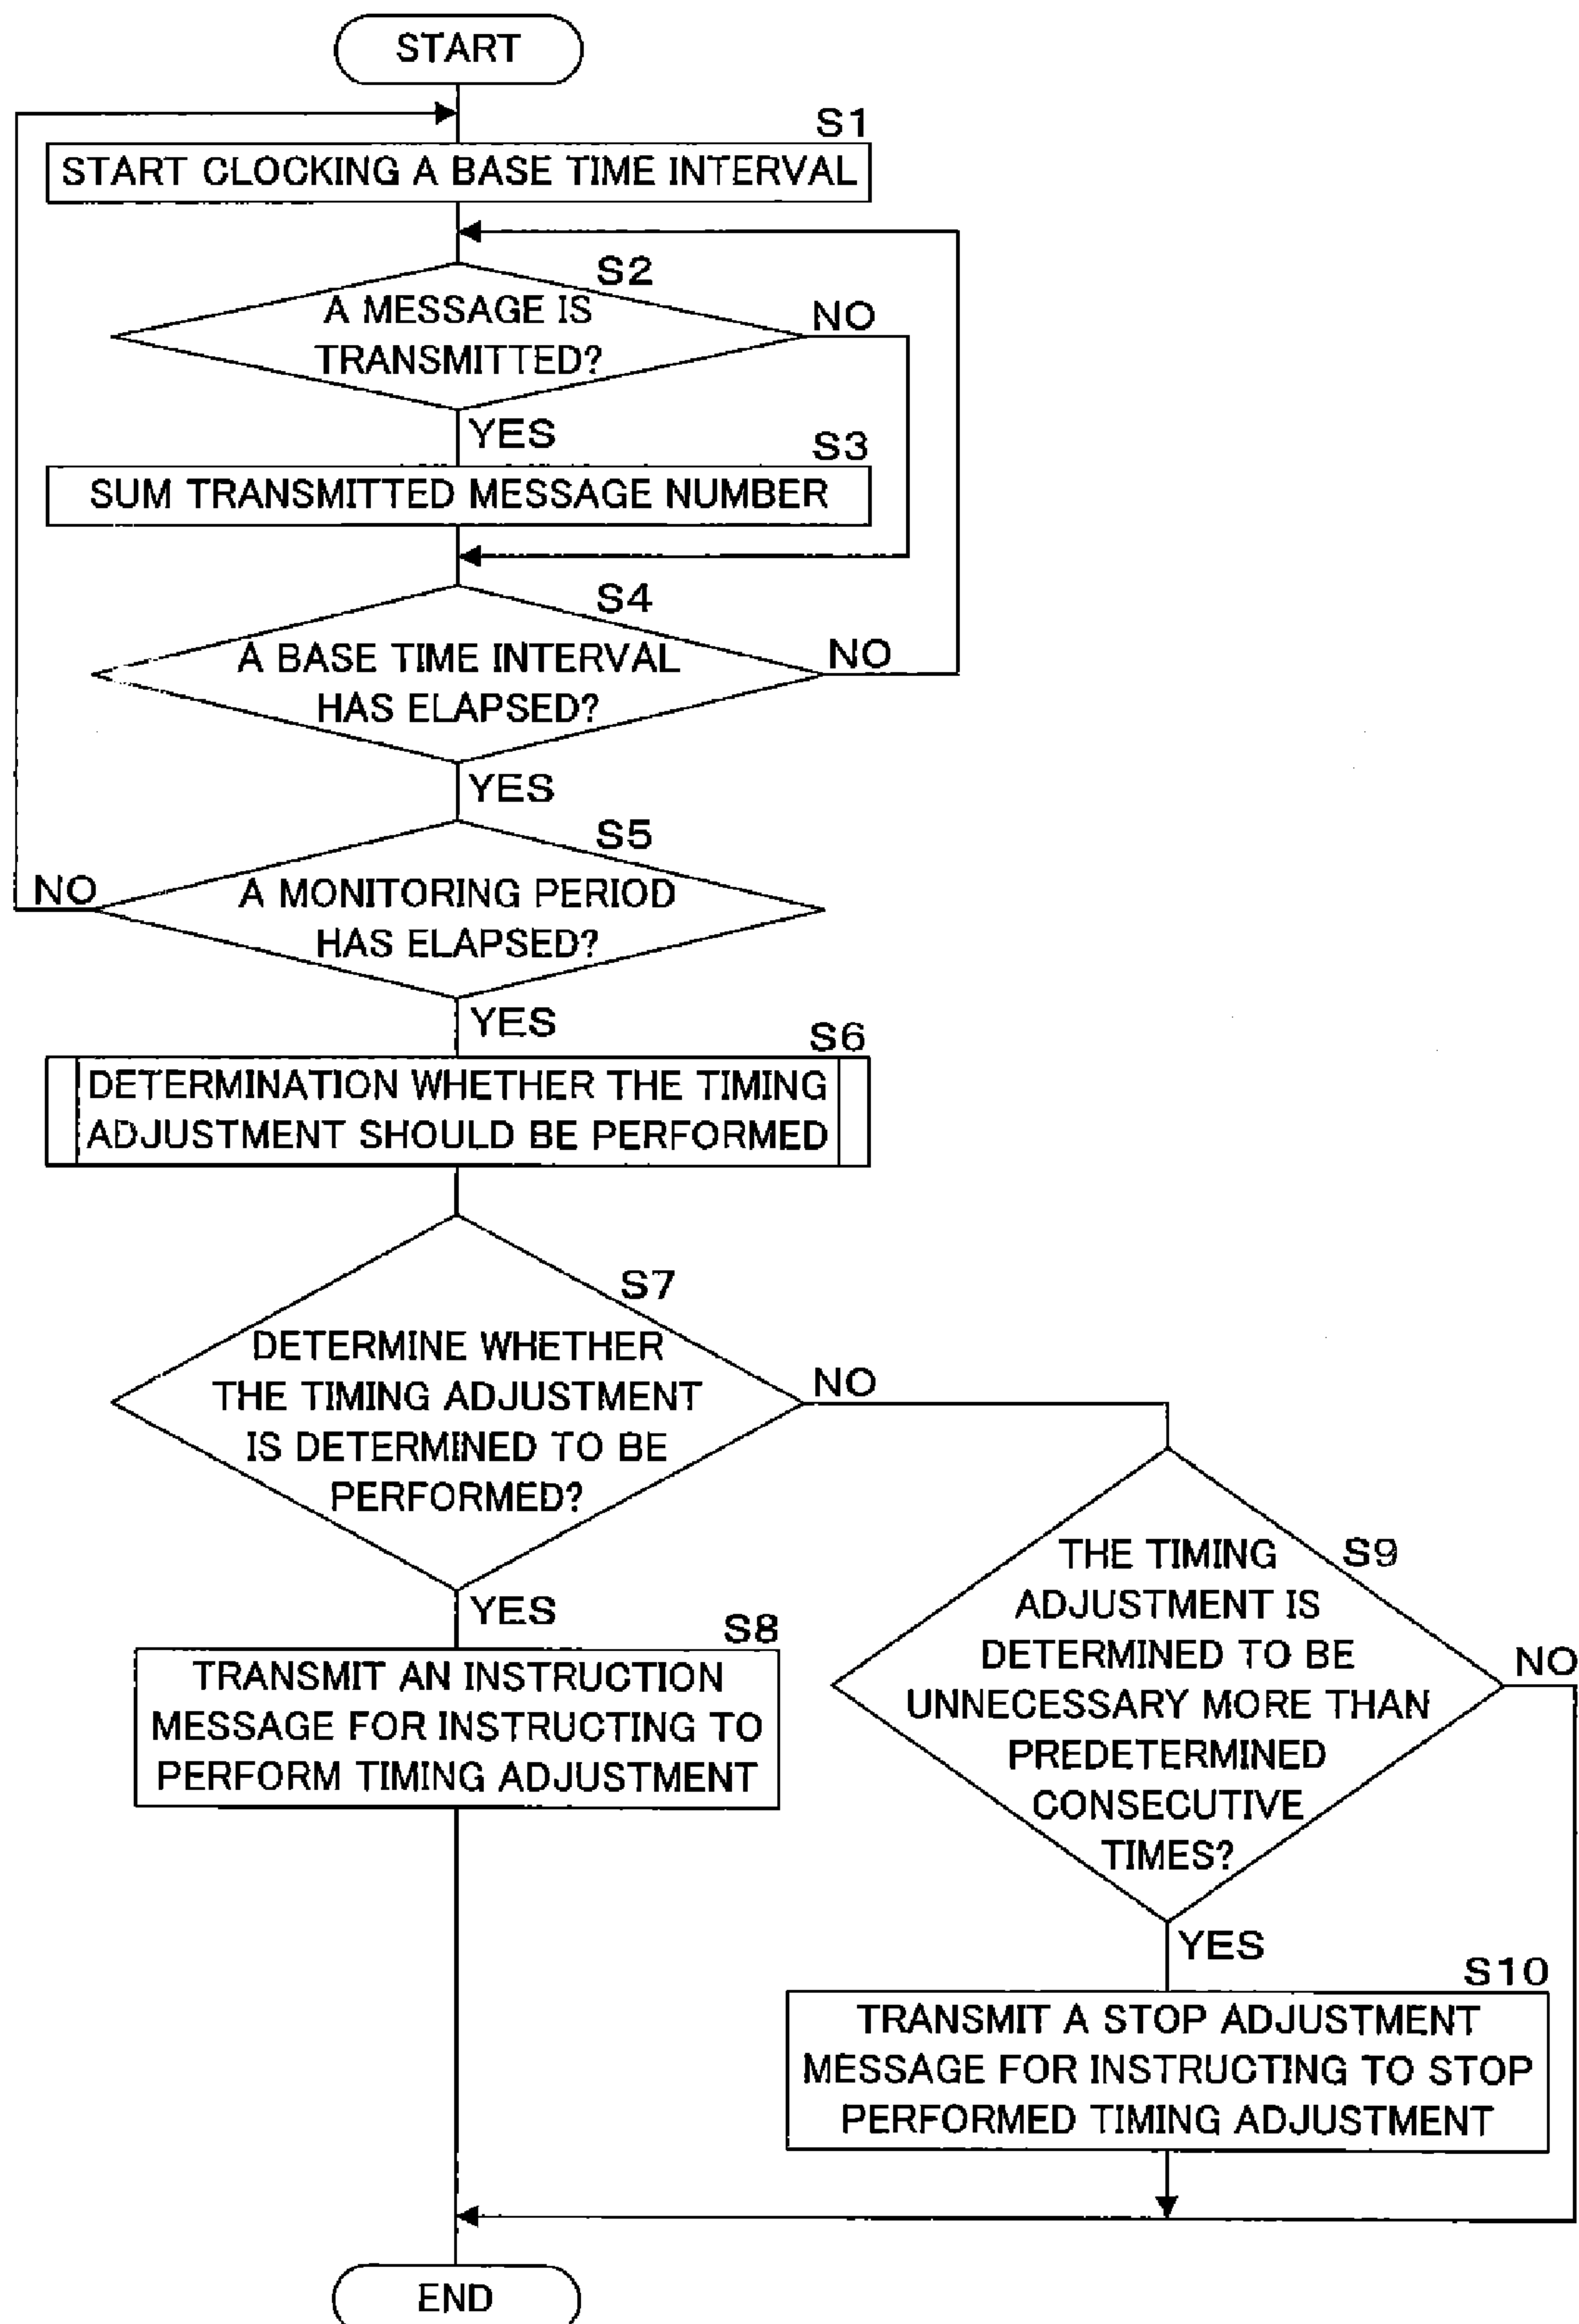 START
S1
START CLOCKING A BASE TIME INTERVAL
S2
A MESSAGE IS
TRANSMITTED?
NO
YES
S3
SUM TRANSMITTED MESSAGE NUMBER
S4
A BASE TIME INTERVAL
HAS ELAPSED?
NO
YES
S5
A MONITORING PERIOD
HAS ELAPSED?
NO
YES
S6
DETERMINATION WHETHER THE TIMING
ADJUSTMENT SHOULD BE PERFORMED
S7
DETERMINE WHETHER
THE TIMING ADJUSTMENT
IS DETERMINED TO BE
PERFORMED?
NO
YES
S8
TRANSMIT AN INSTRUCTION
MESSAGE FOR INSTRUCTING TO
PERFORM TIMING ADJUSTMENT
S9
THE TIMING
ADJUSTMENT IS
DETERMINED TO BE
UNNECESSARY MORE THAN
PREDETERMINED
CONSECUTIVE
TIMES?
NO
YES
S10
TRANSMIT A STOP ADJUSTMENT
MESSAGE FOR INSTRUCTING TO STOP
PERFORMED TIMING ADJUSTMENT
END